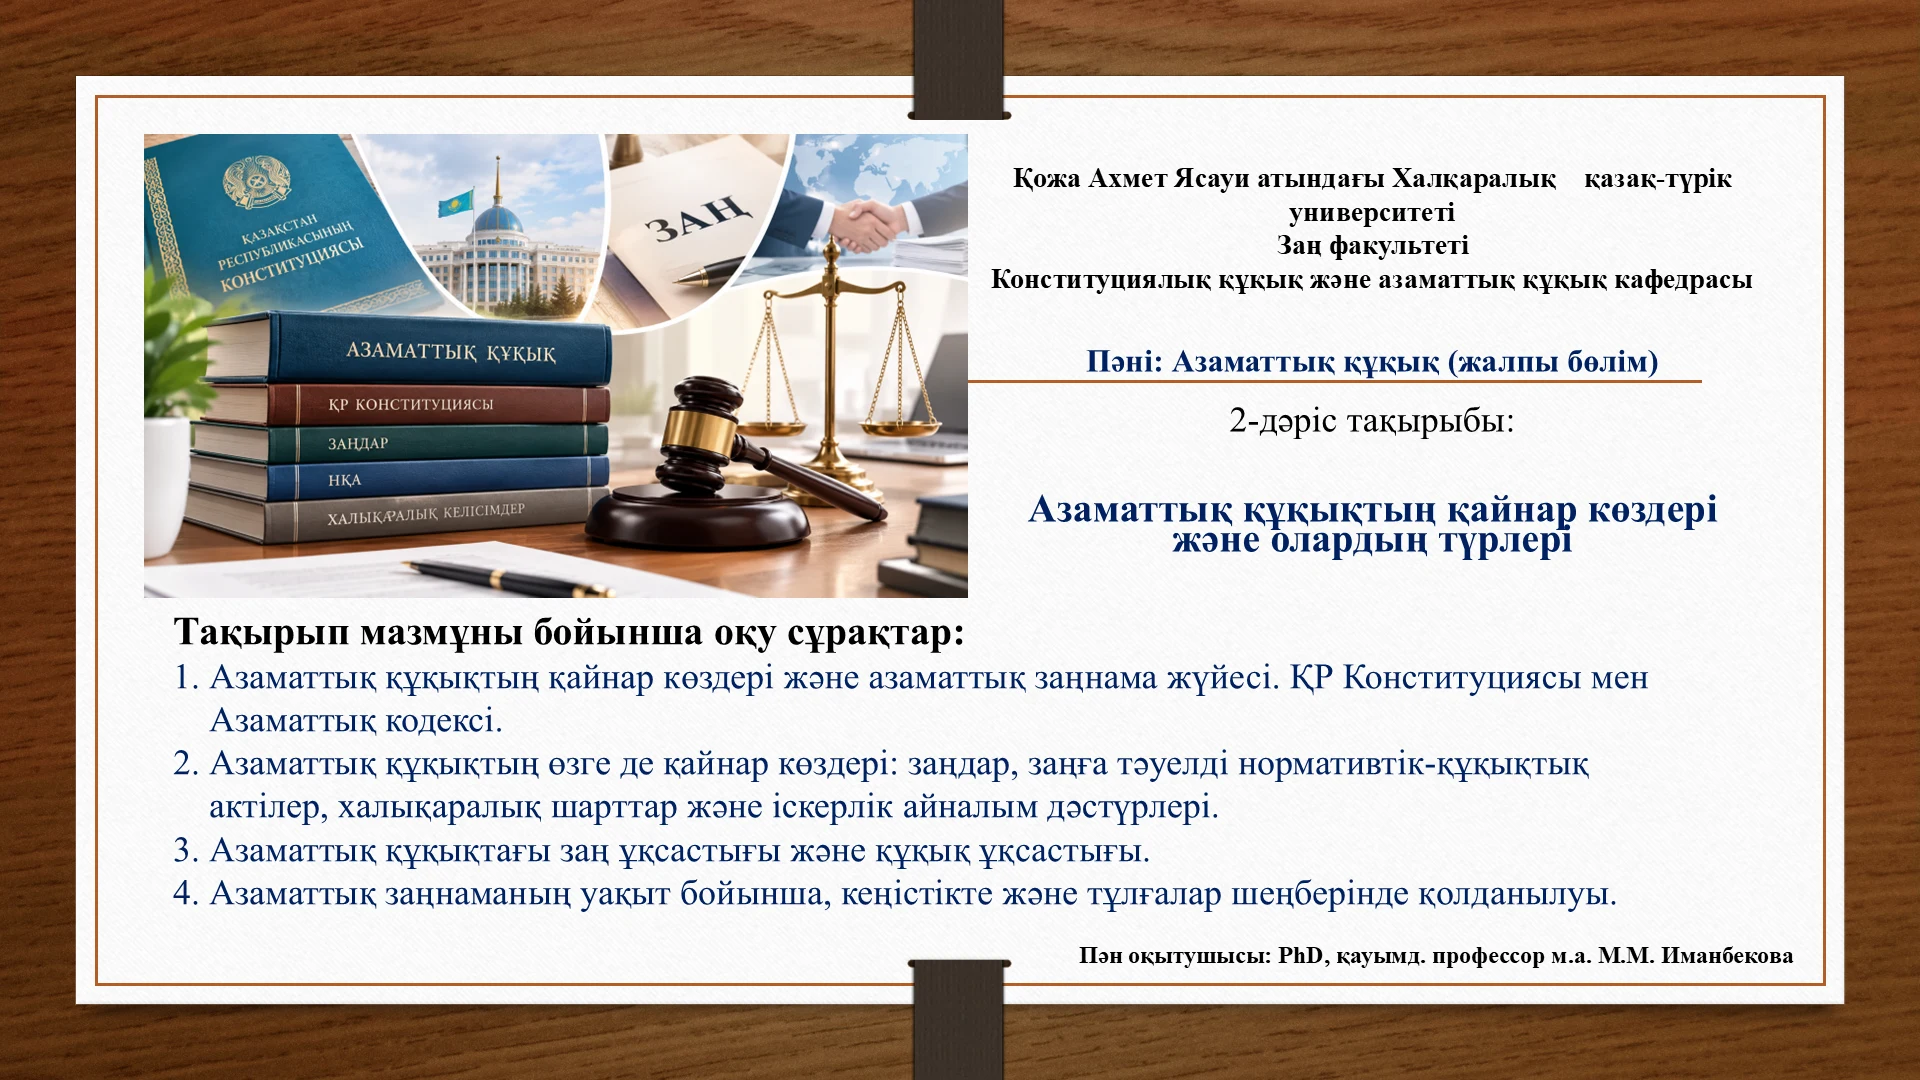 ҚАЗАҚСТАН
РЕСПУБЛИКАСЫНЫҢ
КОНСТИТУЦИЯСЫ
ЗАҢ
АЗАМАТТЫҚ ҚҰҚЫҚ
ҚР КОНСТИТУЦИЯСЫ
ЗАҢДАР
НҚА
ХАЛЫҚАРАЛЫҚ КЕЛІСІМДЕР
Қожа Ахмет Ясауи атындағы Халқаралық қазақ-түрік
университеті
Заң факультеті
Конституциялық құқық және азаматтық құқық кафедрасы
Пәні: Азаматтық құқық (жалпы бөлім)
2-дәріс тақырыбы:
Азаматтық құқықтың қайнар көздері
және олардың түрлері
Тақырып мазмұны бойынша оқу сұрақтар:
1. Азаматтық құқықтың қайнар көздері және азаматтық заңнама жүйесі. ҚР Конституциясы мен
Азаматтық кодексі.
2. Азаматтық құқықтың өзге де қайнар көздері: заңдар, заңға тәуелді нормативтік-құқықтық
актілер, халықаралық шарттар және іскерлік айналым дәстүрлері.
3. Азаматтық құқықтағы заң ұқсастығы және құқық ұқсастығы.
4. Азаматтық заңнаманың уақыт бойынша, кеңістікте және тұлғалар шеңберінде қолданылуы.
Пән оқытушысы: PhD, қауымд. профессор м.а. М.М. Иманбекова